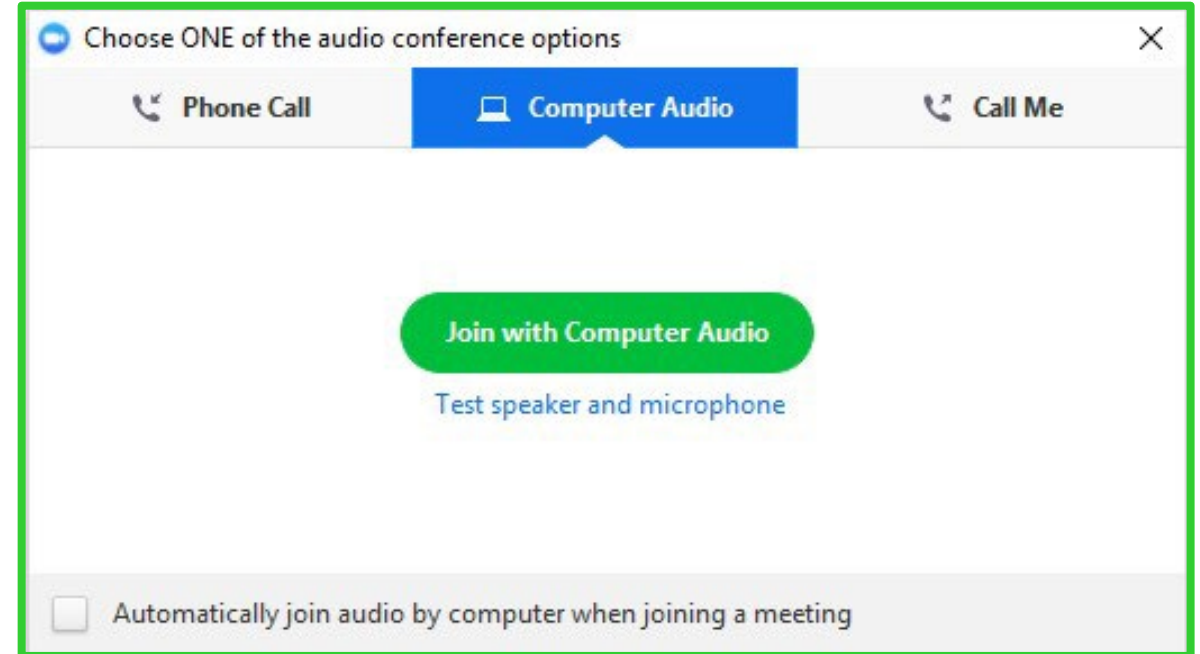 Choose ONE of the audio conference options
Phone Call
Computer Audio
Call Me
Join with Computer Audio
Test speaker and microphone
Automatically join audio by computer when joining a meeting